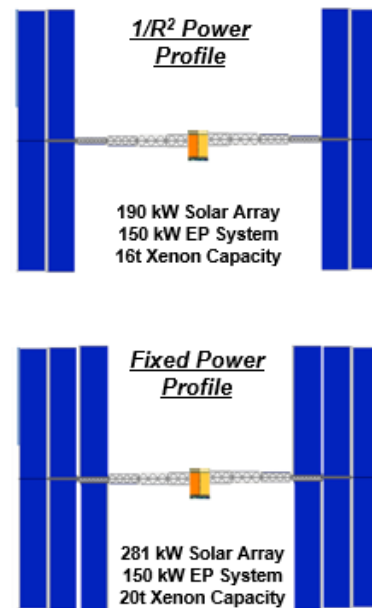 1/R² Power
Profile
190 kW Solar Array
150 kW EP System
16t Xenon Capacity
Fixed Power
Profile
281 kW Solar Array
150 kW EP System
20t Xenon Capacity